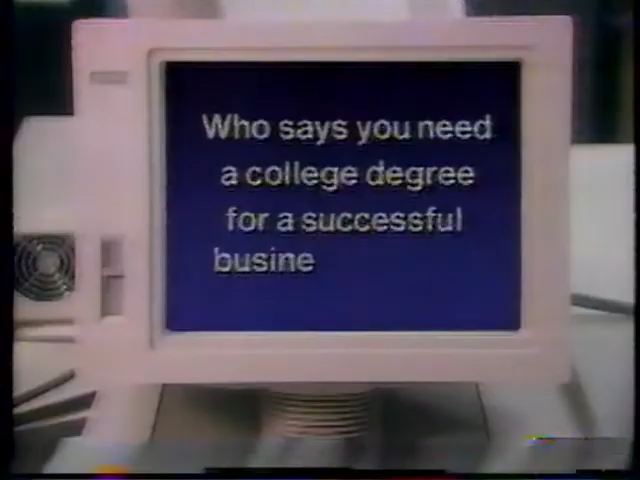 Who says you need
a college degree
for a successful
busine